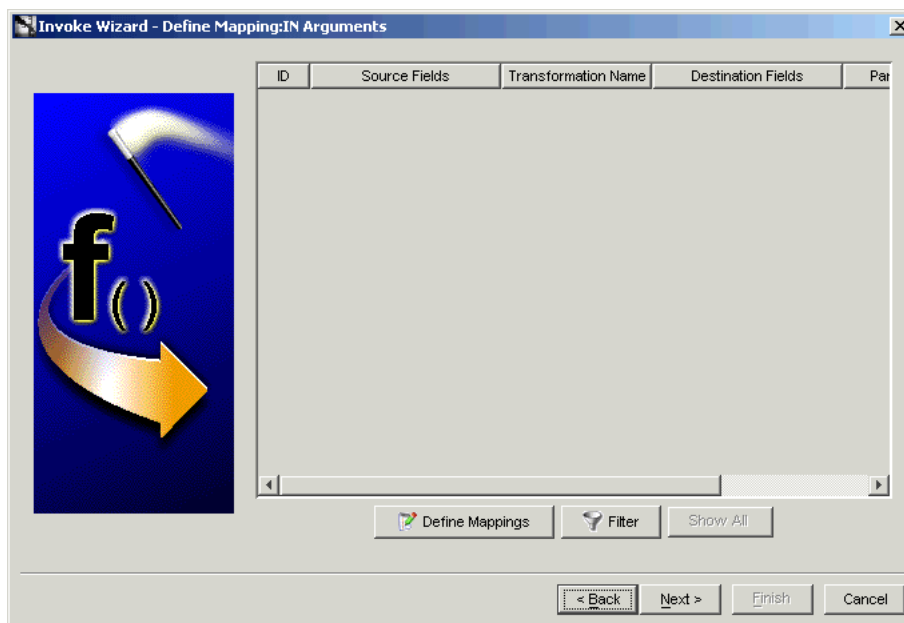 Invoke Wizard - Define Mapping:IN Arguments
ID Source Fields Transformation Name Destination Fields Par
f()
Define Mappings Filter Show All
< Back Next > Finish Cancel